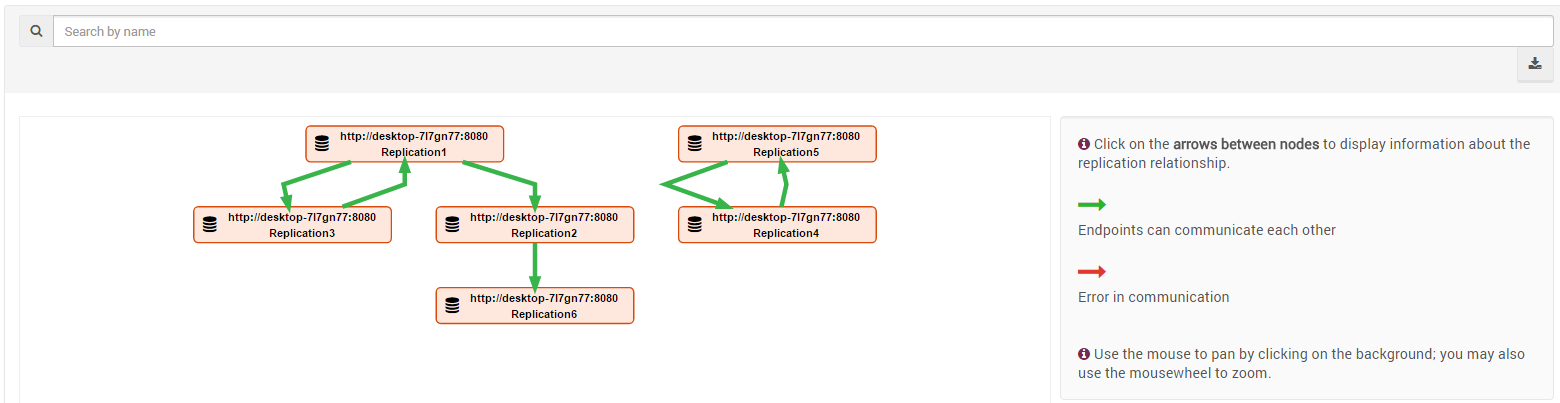 Search by name
http://desktop-7l7gn77:8080
Replication1
http://desktop-7l7gn77:8080
Replication5
http://desktop-7l7gn77:8080
Replication3
http://desktop-7l7gn77:8080
Replication2
http://desktop-7l7gn77:8080
Replication4
http://desktop-7l7gn77:8080
Replication6
Click on the arrows between nodes to display information about the
replication relationship.
Endpoints can communicate each other
Error in communication
Use the mouse to pan by clicking on the background; you may also
use the mousewheel to zoom.